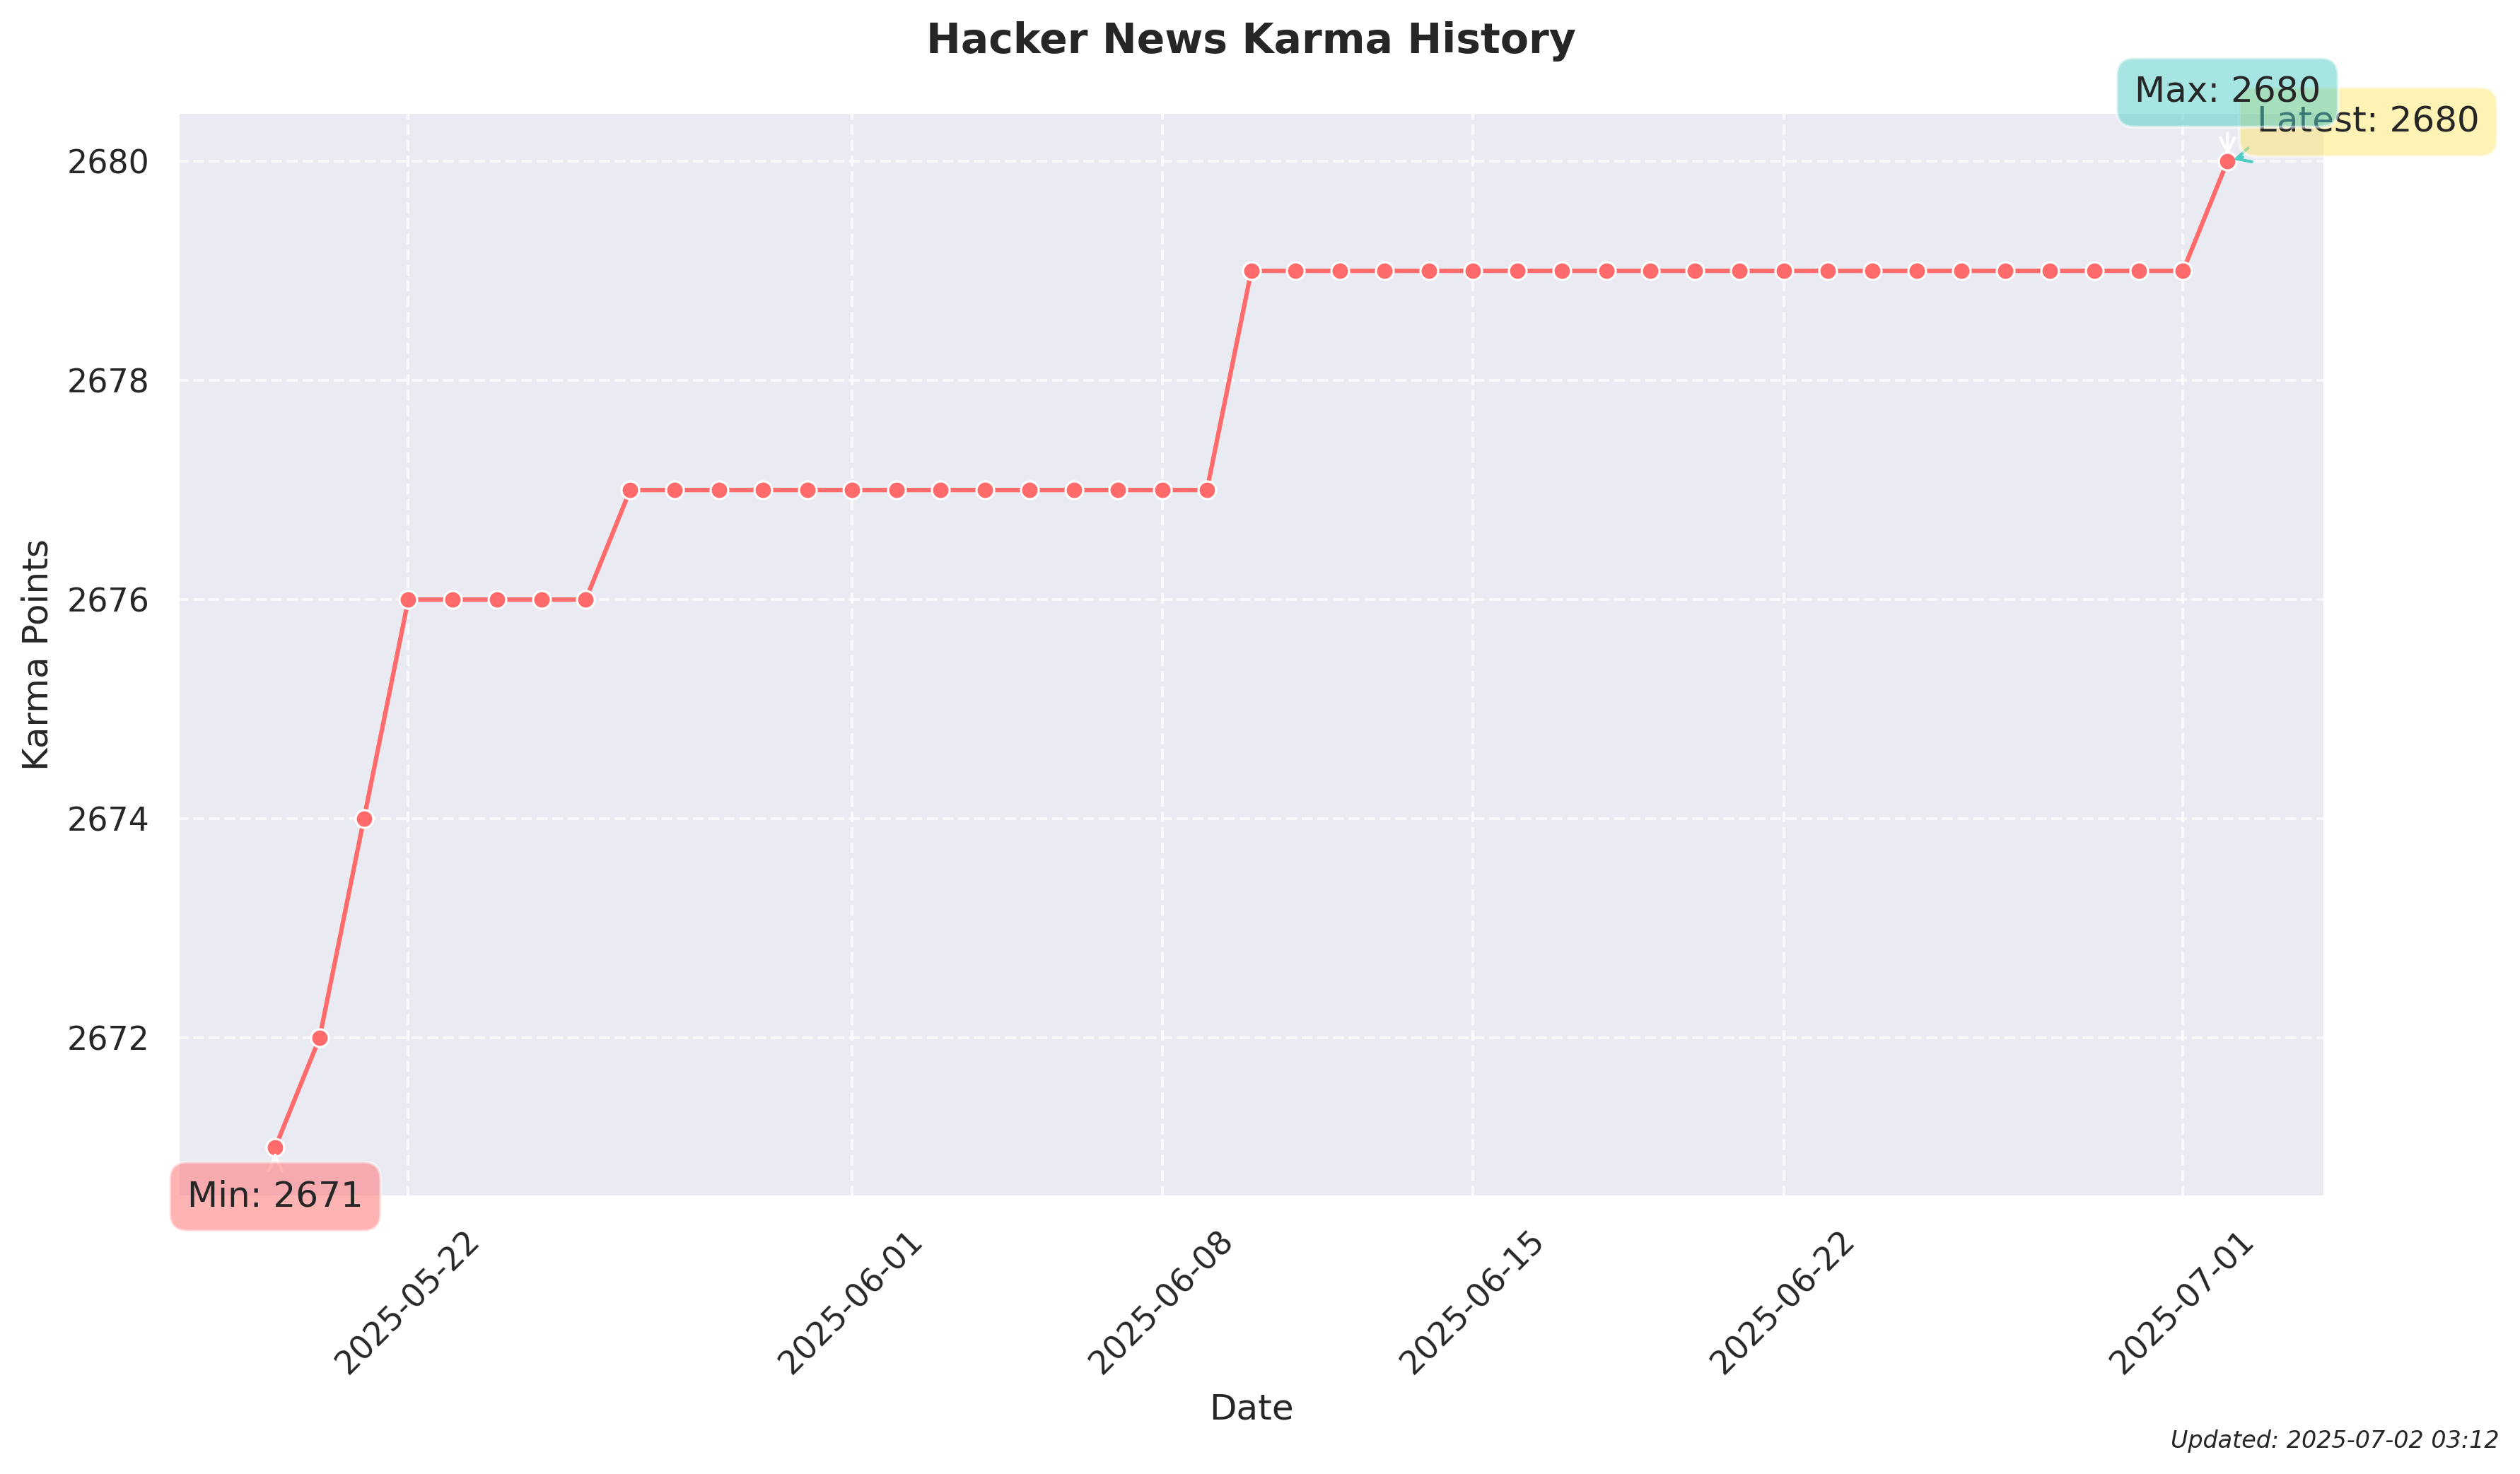 Hacker News Karma History
Max: 2680
Latest: 2680
2680
2678
2676
2674
2672
Karma Points
Min: 2671
2025-05-22
2025-06-01
2025-06-08
2025-06-15
2025-06-22
2025-07-01
Date
Updated: 2025-07-02 03:12